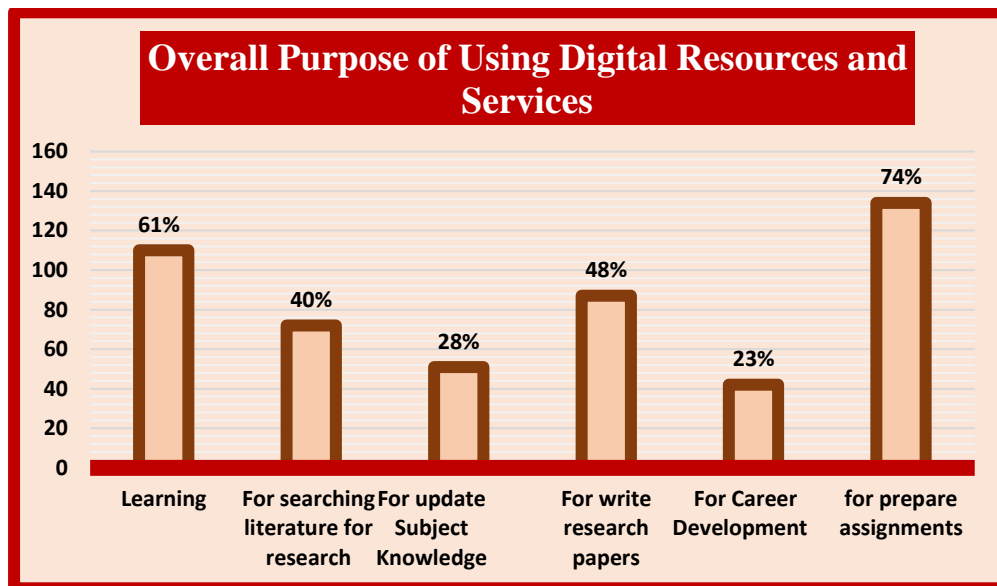 Overall Purpose of Using Digital Resources and
Services
160
140
120
100
80
60
40
20
0
61%
40%
28%
48%
23%
74%
Learning
For searching
literature for
research
For update
Subject
Knowledge
For write
research
papers
For Career
Development
for prepare
assignments